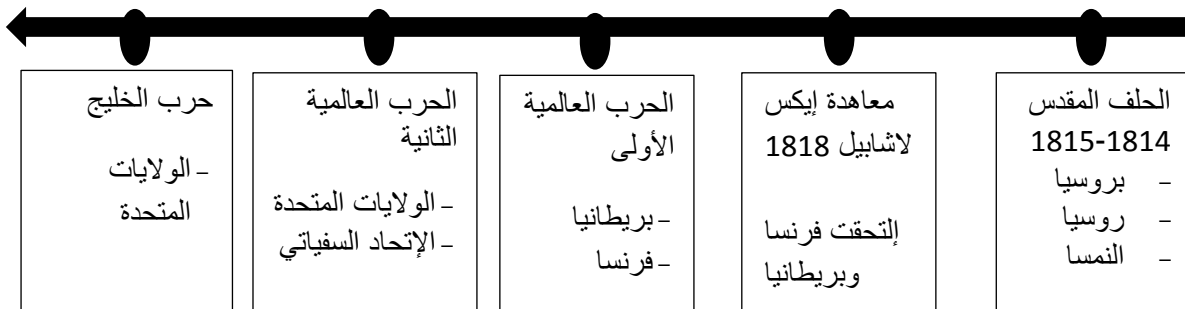 الحلف المقدس
1814-1815
- بروسيا
- روسيا
- النمسا
معاهدة إيكس
لاشابيل 1818
إلتحقت فرنسا
وبريطانيا
الحرب العالمية
الأولى
- بريطانيا
- فرنسا
الحرب العالمية
الثانية
- الولايات المتحدة
- الإتحاد السفياتي
حرب الخليج
- الولايات
المتحدة